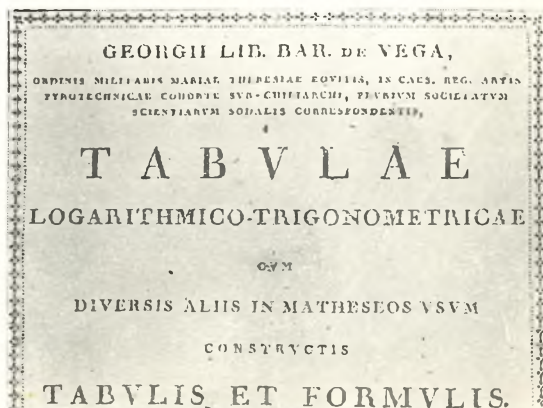 GEORGII LIB. BAR. DE VEGA,
ORDINIS MILITARIS MARIAE THERESIAE EQVITIS, IN CAES. REG. ARTIS
PYROTECHNICAE COHORTE SVB-CHILIARCHI, PLVRIVM SOCIETATVM
SCIENTIARVM SODALIS CORRESPONDENTIS,
TABVLAE
LOGARITHMICO-TRIGONOMETRICAE
CVM
DIVERSIS ALIIS IN MATHESEOS VSVM
CONSTRVCTIS
TABVLIS ET FORMVLIS.